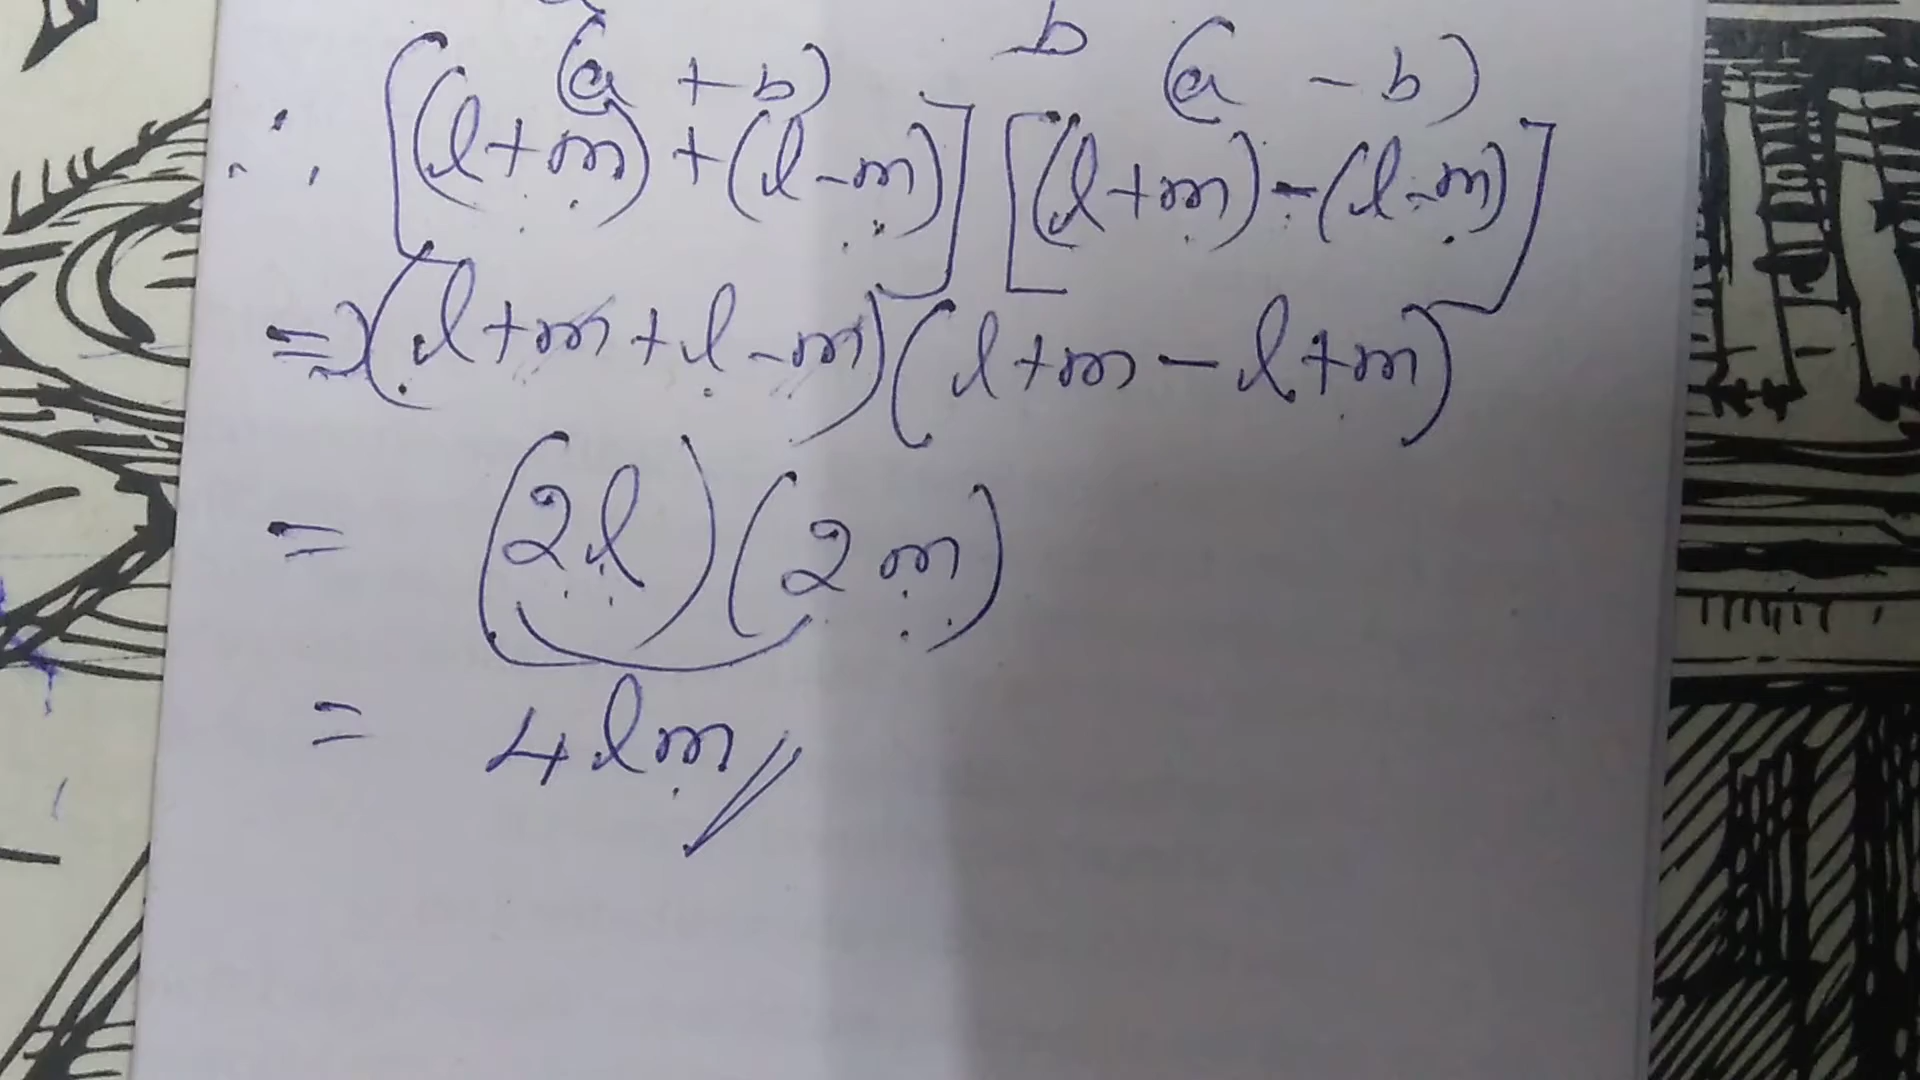 b
(a + b) (a - b)
∴ [(l+m)+(l-m)] [(l+m)-(l-m)]
⇒ (l+m+l-m)(l+m-l+m)
= (2l)(2m)
= 4lm //